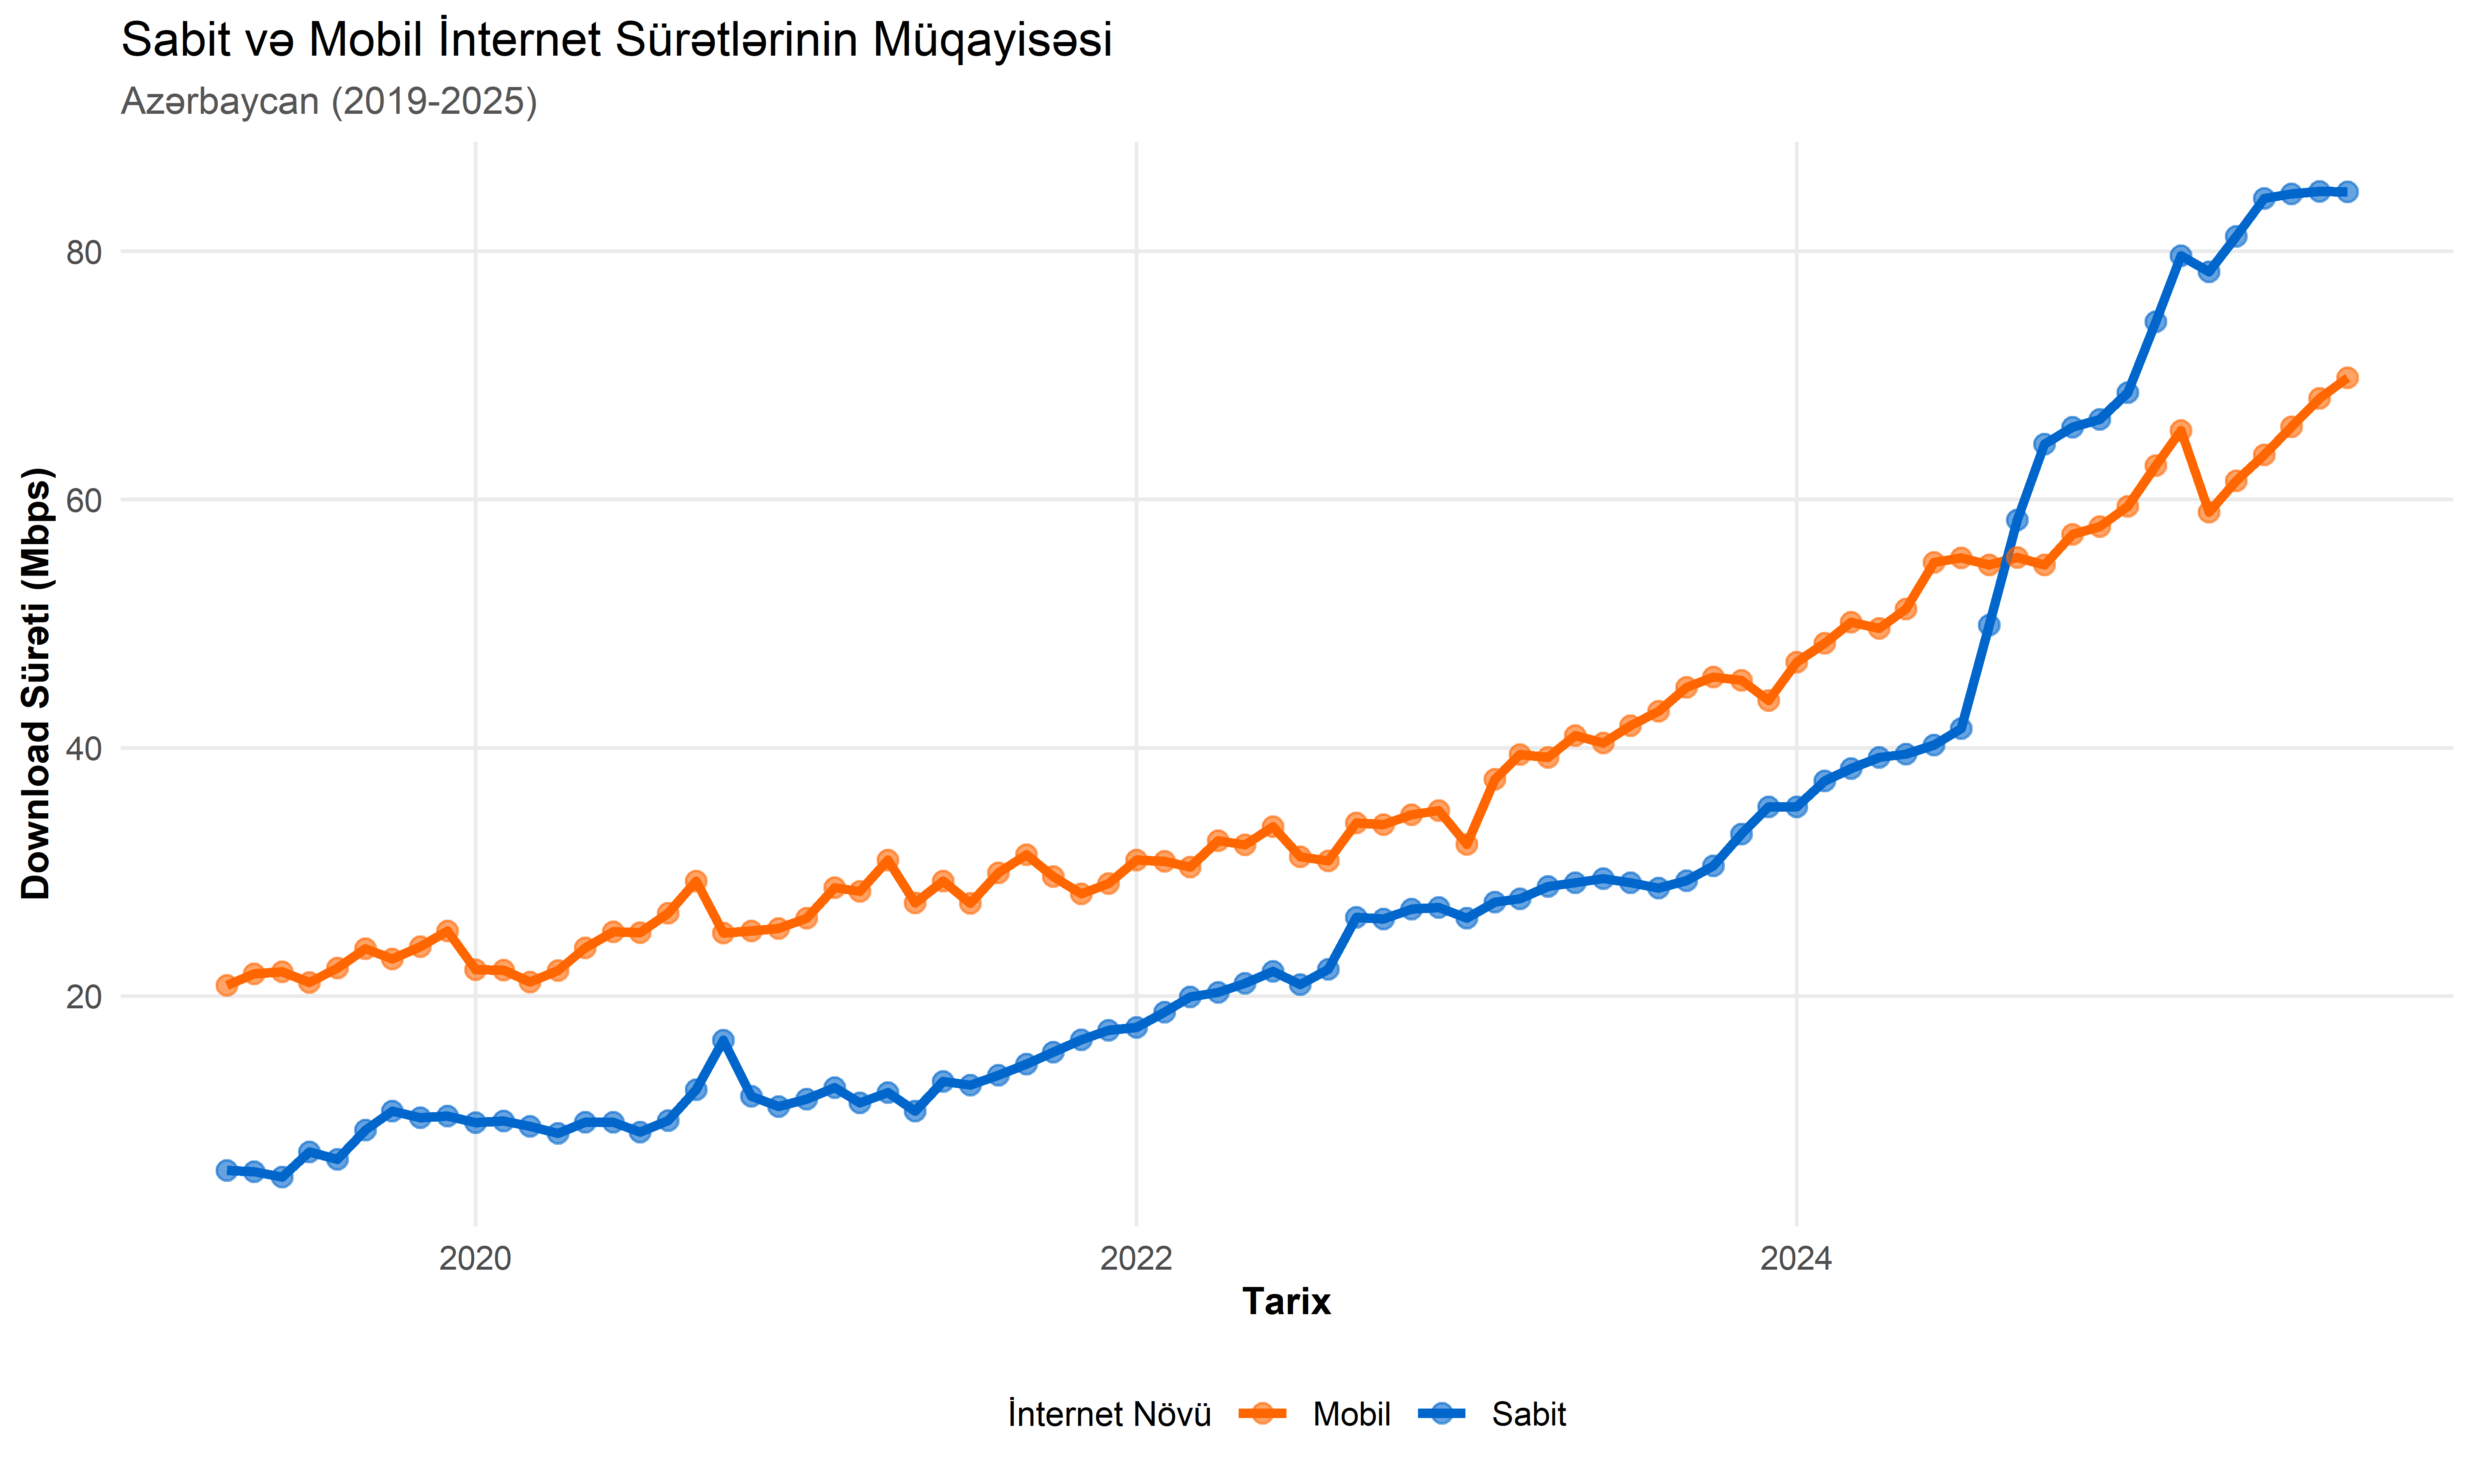 Sabit və Mobil İnternet Sürətlərinin Müqayisəsi
Azərbaycan (2019-2025)
Download Sürəti (Mbps)
80
60
40
20
2020
2022
2024
Tarix
İnternet Növü
Mobil
Sabit